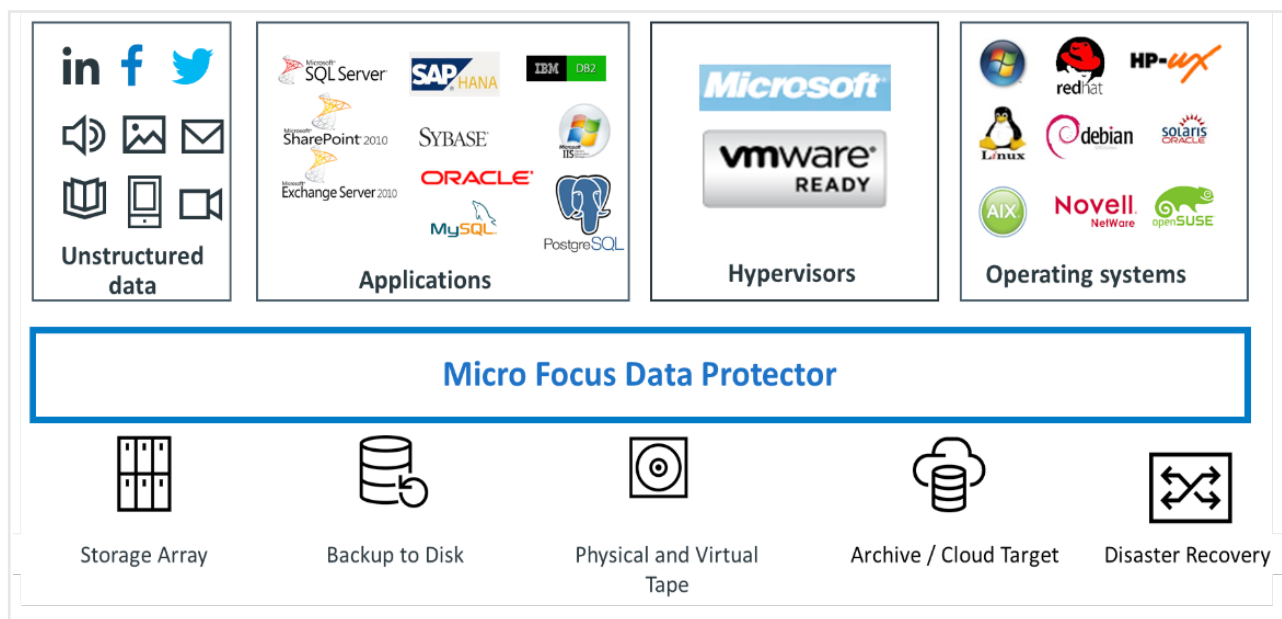 in f
Unstructured
data
Microsoft
SQL Server
SAP HANA
IBM DB2
Microsoft
SharePoint 2010
SYBASE
Microsoft
IIS
Microsoft
Exchange Server 2010
ORACLE
MySQL
PostgreSQL
Applications
Microsoft
vmware
READY
Hypervisors
redhat
HP-UX
Linux
debian
SOLARIS
ORACLE
AIX
Novell
NetWare
openSUSE
Operating systems
Micro Focus Data Protector
Storage Array
Backup to Disk
Physical and Virtual
Tape
Archive / Cloud Target
Disaster Recovery